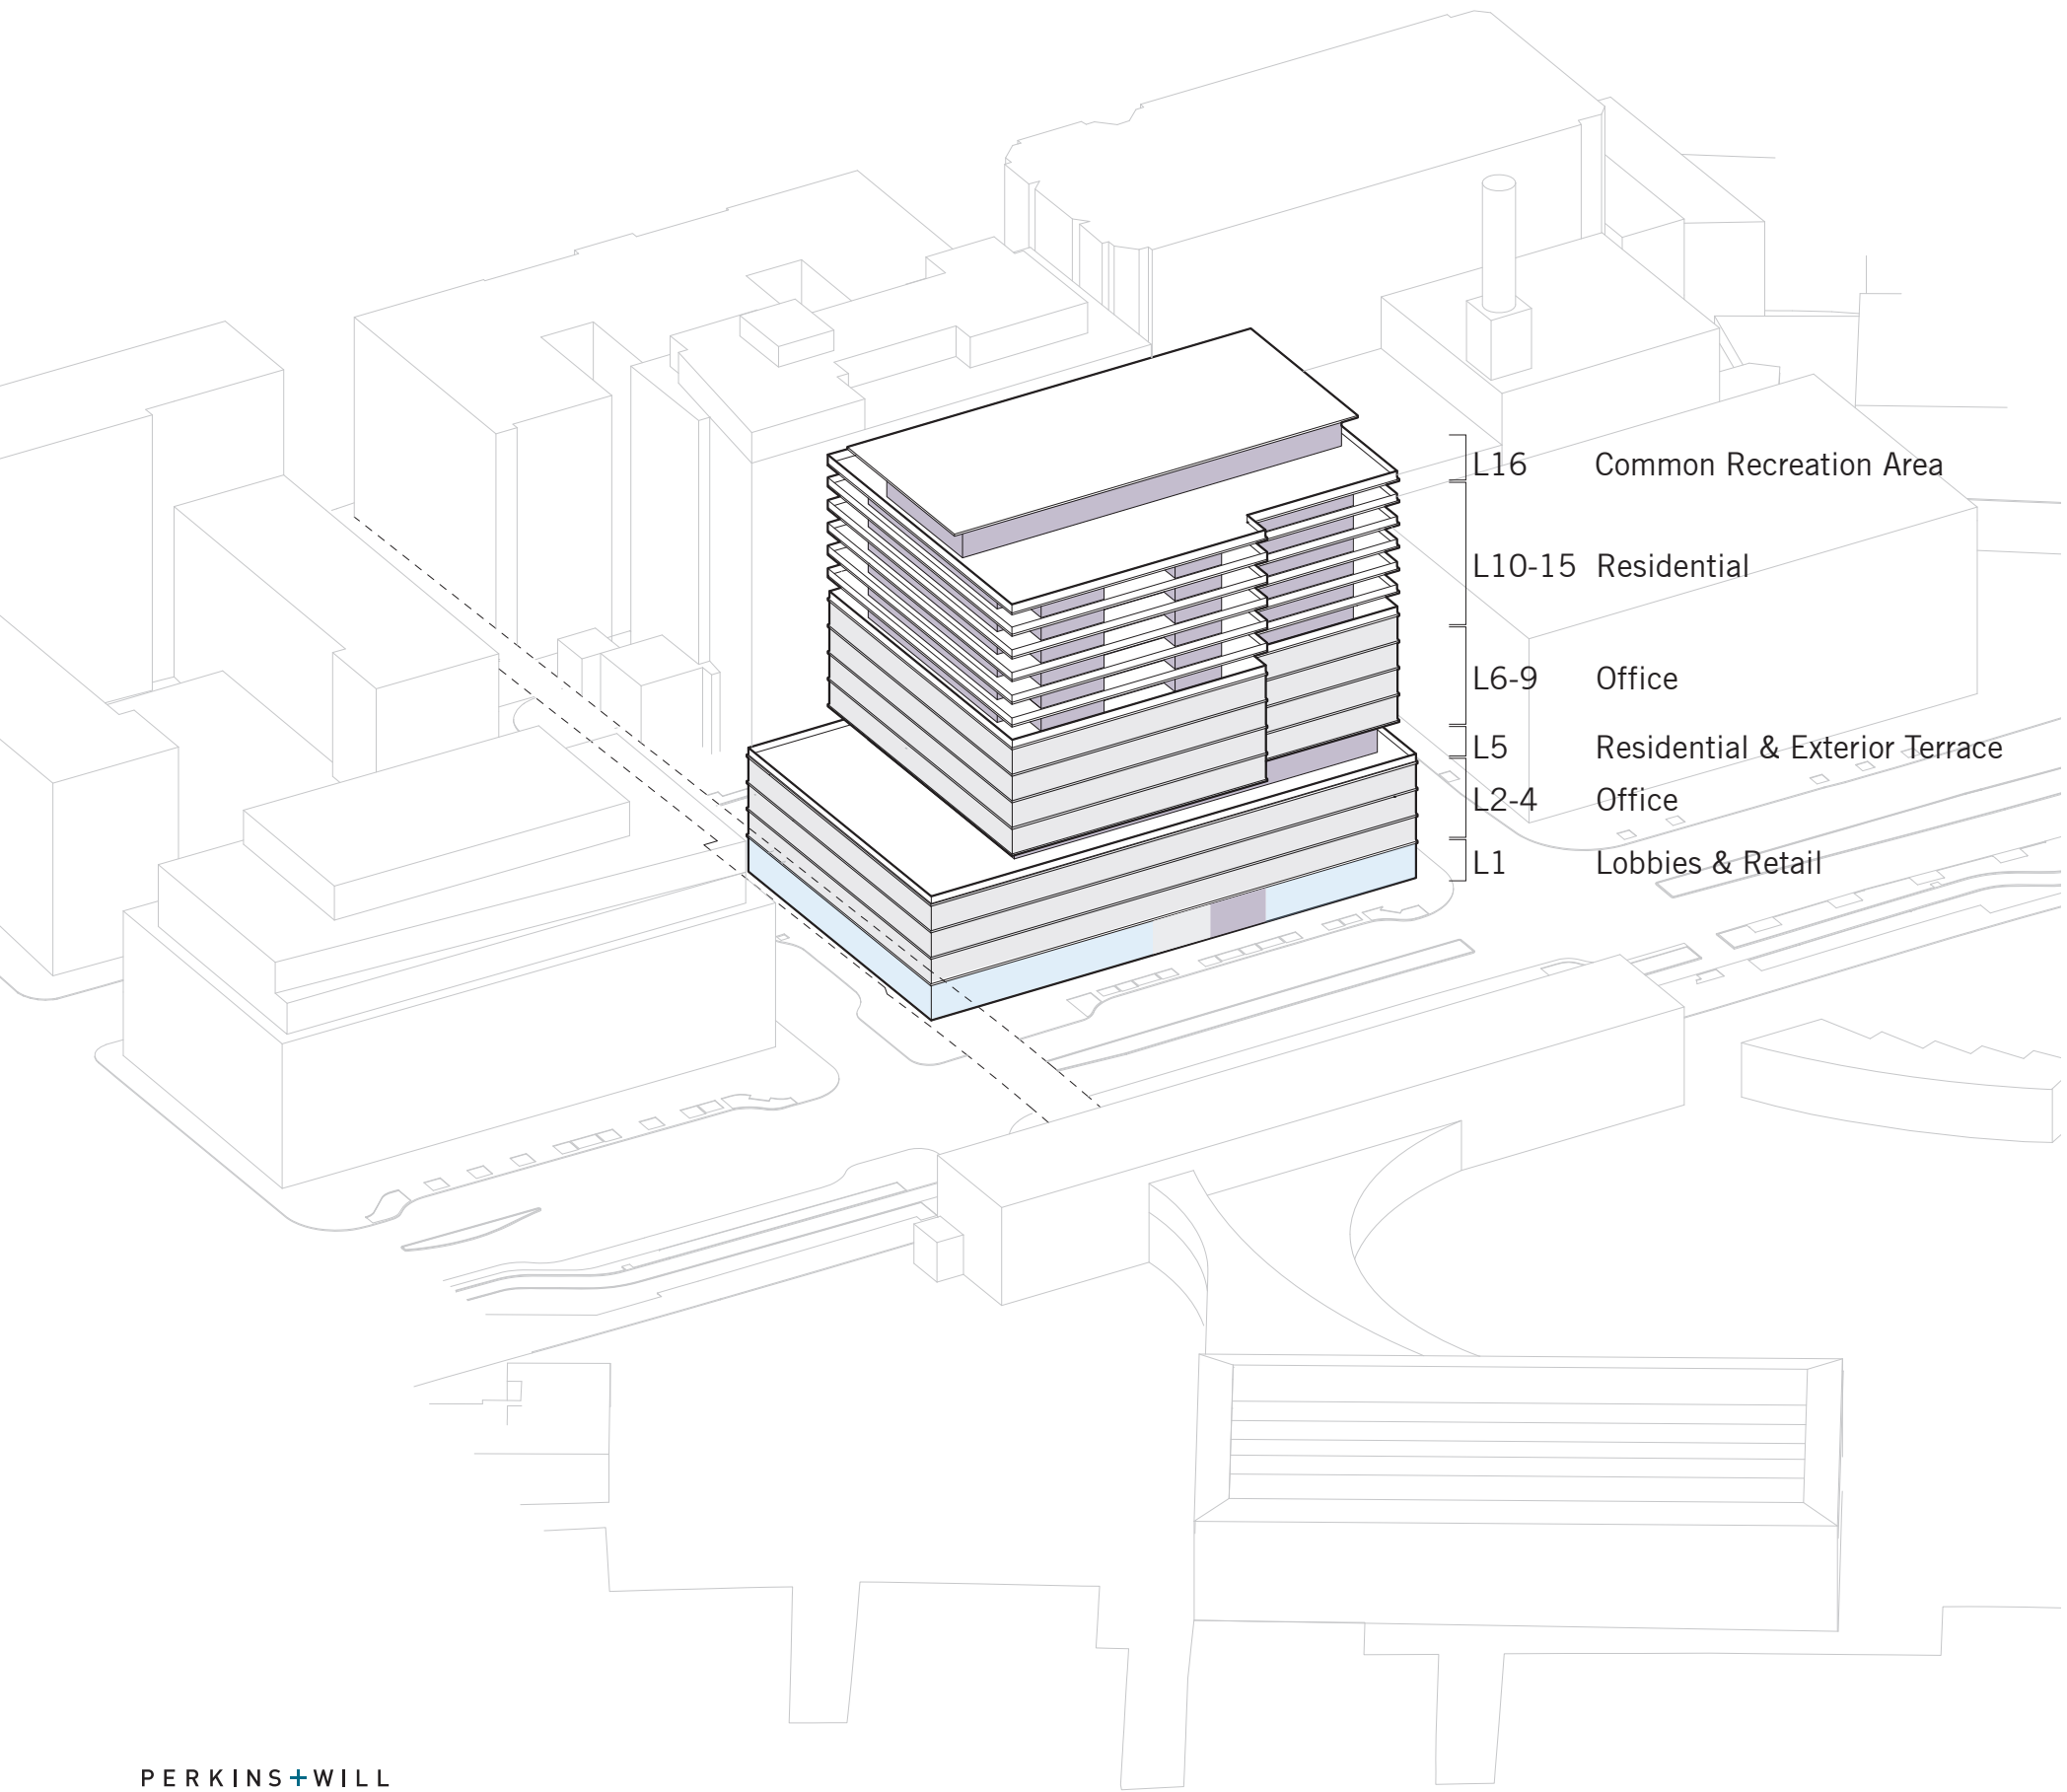 L16 Common Recreation Area
L10-15 Residential
L6-9 Office
L5 Residential & Exterior Terrace
L2-4 Office
L1 Lobbies & Retail
PERKINS+WILL